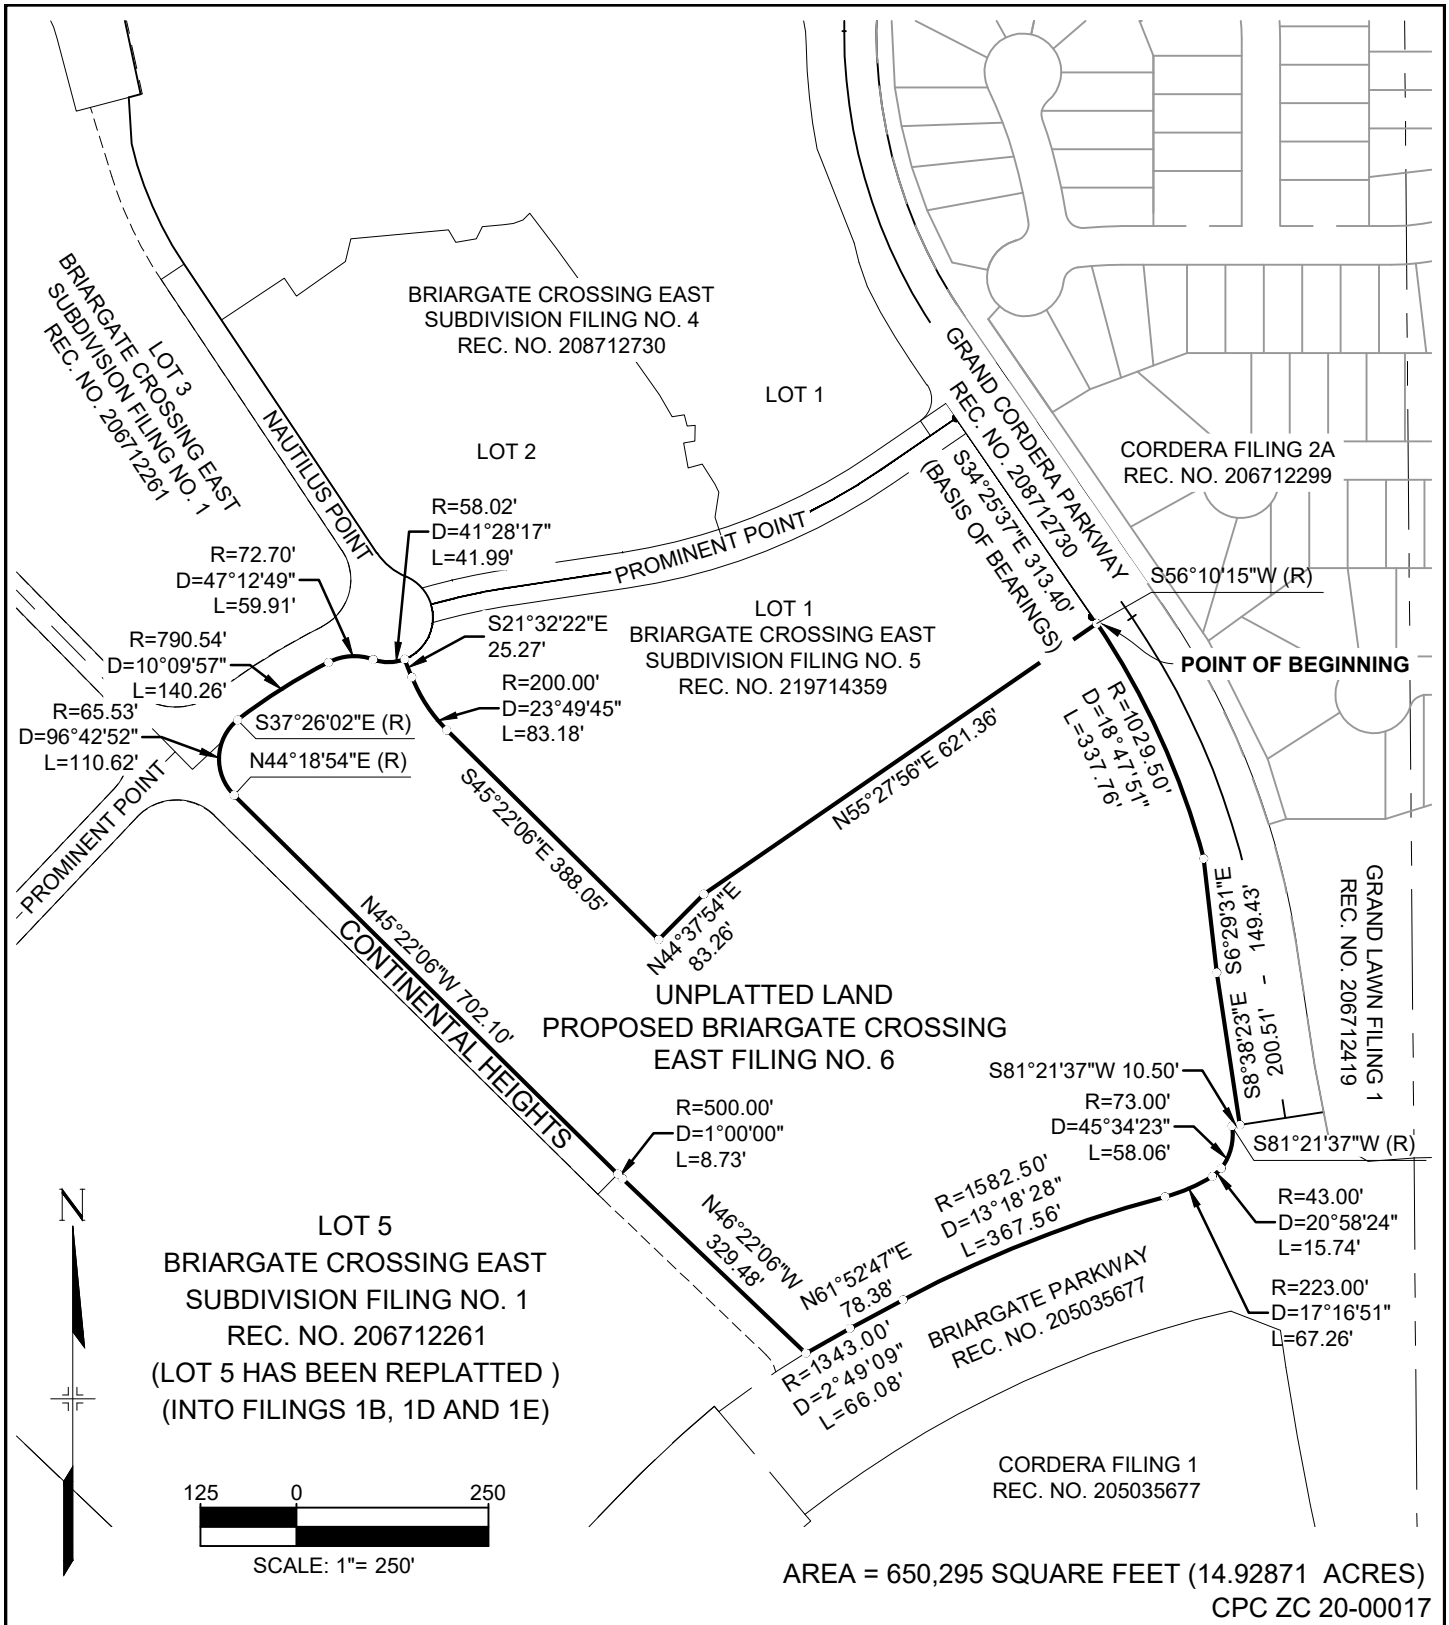 BRIARGATE CROSSING EAST
SUBDIVISION FILING NO. 4
REC. NO. 208712730
LOT 1
LOT 2
LOT 3
BRIARGATE CROSSING EAST
SUBDIVISION FILING NO. 1
REC. NO. 206712261
NAUTILUS POINT
GRAND CORDERA PARKWAY
REC. NO. 208712730
S34°25'37"E 313.40'
(BASIS OF BEARINGS)
CORDERA FILING 2A
REC. NO. 206712299
PROMINENT POINT
R=58.02'
D=41°28'17"
L=41.99'
R=72.70'
D=47°12'49"
L=59.91'
R=790.54'
D=10°09'57"
L=140.26'
R=65.53'
D=96°42'52"
L=110.62'
S21°32'22"E
25.27'
R=200.00'
D=23°49'45"
L=83.18'
S37°26'02"E (R)
N44°18'54"E (R)
LOT 1
BRIARGATE CROSSING EAST
SUBDIVISION FILING NO. 5
REC. NO. 219714359
S56°10'15"W (R)
POINT OF BEGINNING
R=1029.50'
D=18°47'51"
L=337.76'
N55°27'56"E 621.36'
S45°22'06"E 388.05'
N44°37'54"E
83.26'
PROMINENT POINT
N45°22'06"W 702.10'
CONTINENTAL HEIGHTS
S6°29'31"E
149.43'
S8°38'23"E
200.51'
GRAND LAWN FILING 1
REC. NO. 206712419
UNPLATTED LAND
PROPOSED BRIARGATE CROSSING
EAST FILING NO. 6
S81°21'37"W 10.50'
R=73.00'
D=45°34'23"
L=58.06'
S81°21'37"W (R)
R=500.00'
D=1°00'00"
L=8.73'
R=43.00'
D=20°58'24"
L=15.74'
R=223.00'
D=17°16'51"
L=67.26'
R=1582.50'
D=13°18'28"
L=367.56'
N46°22'06"W
329.48'
N61°52'47"E
78.38'
R=1343.00'
D=2°49'09"
L=66.08'
BRIARGATE PARKWAY
REC. NO. 205035677
N
LOT 5
BRIARGATE CROSSING EAST
SUBDIVISION FILING NO. 1
REC. NO. 206712261
(LOT 5 HAS BEEN REPLATTED )
(INTO FILINGS 1B, 1D AND 1E)
125 0 250
SCALE: 1"= 250'
CORDERA FILING 1
REC. NO. 205035677
AREA = 650,295 SQUARE FEET (14.92871 ACRES)
CPC ZC 20-00017